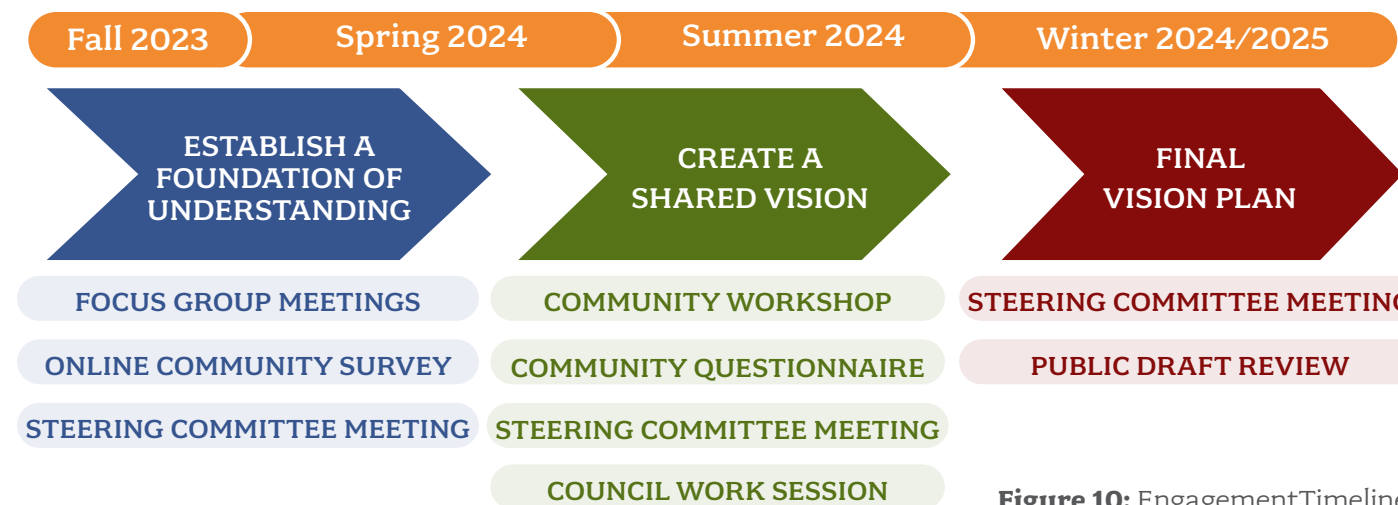 Fall 2023 Spring 2024 Summer 2024 Winter 2024/2025
ESTABLISH A
FOUNDATION OF
UNDERSTANDING
CREATE A
SHARED VISION
FINAL
VISION PLAN
FOCUS GROUP MEETINGS
ONLINE COMMUNITY SURVEY
STEERING COMMITTEE MEETING
COMMUNITY WORKSHOP
COMMUNITY QUESTIONNAIRE
STEERING COMMITTEE MEETING
COUNCIL WORK SESSION
STEERING COMMITTEE MEETING
PUBLIC DRAFT REVIEW
Figure 10: EngagementTimeline